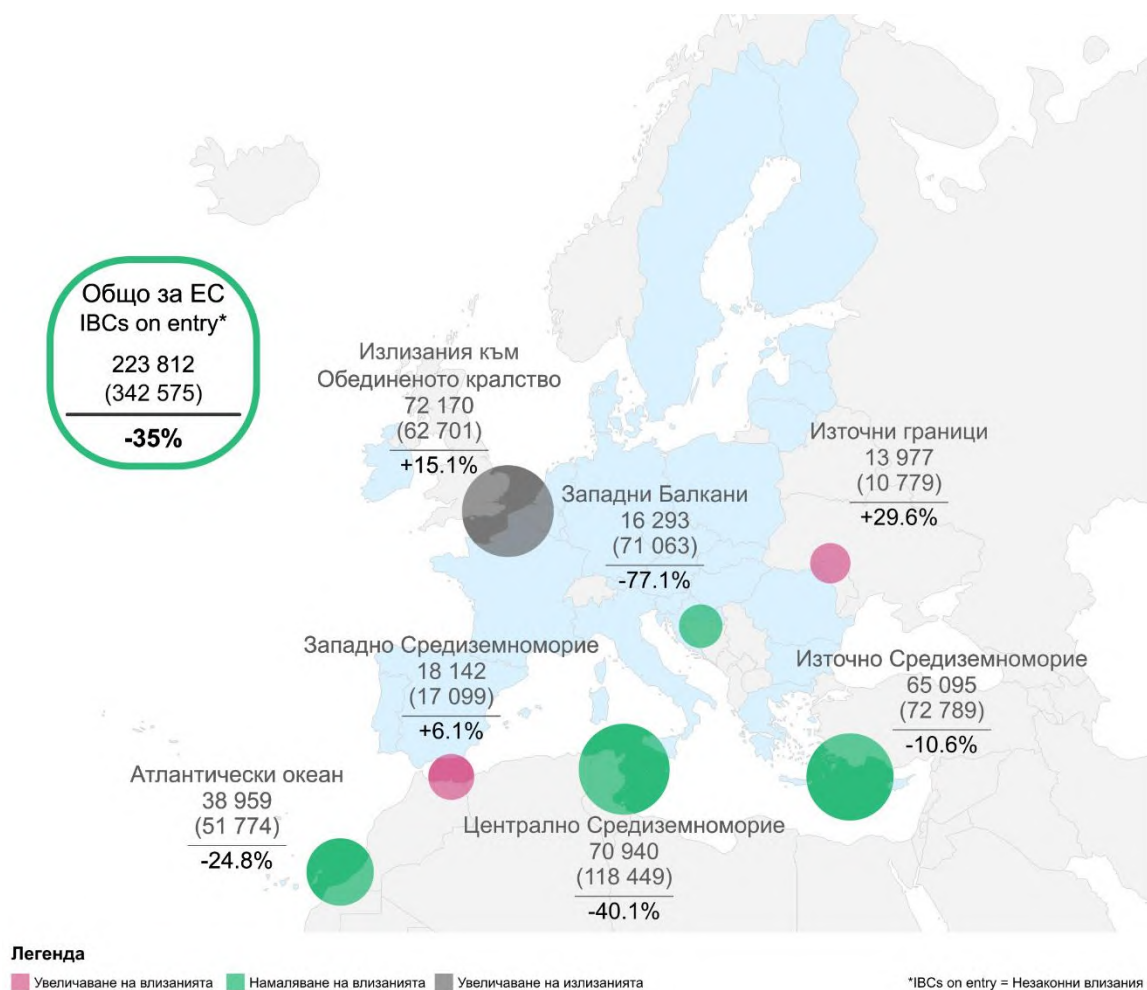 Общо за ЕС
IBCs on entry*
223 812
(342 575)
-35%
Излизания към
Обединеното кралство
72 170
(62 701)
+15.1%
Източни граници
13 977
(10 779)
+29.6%
Западни Балкани
16 293
(71 063)
-77.1%
Западно Средиземноморие
18 142
(17 099)
+6.1%
Източно Средиземноморие
65 095
(72 789)
-10.6%
Атлантически океан
38 959
(51 774)
-24.8%
Централно Средиземноморие
70 940
(118 449)
-40.1%
Легенда
Увеличаване на влизанията Намаляване на влизанията Увеличаване на излизанията
*IBCs on entry = Незаконни влизания